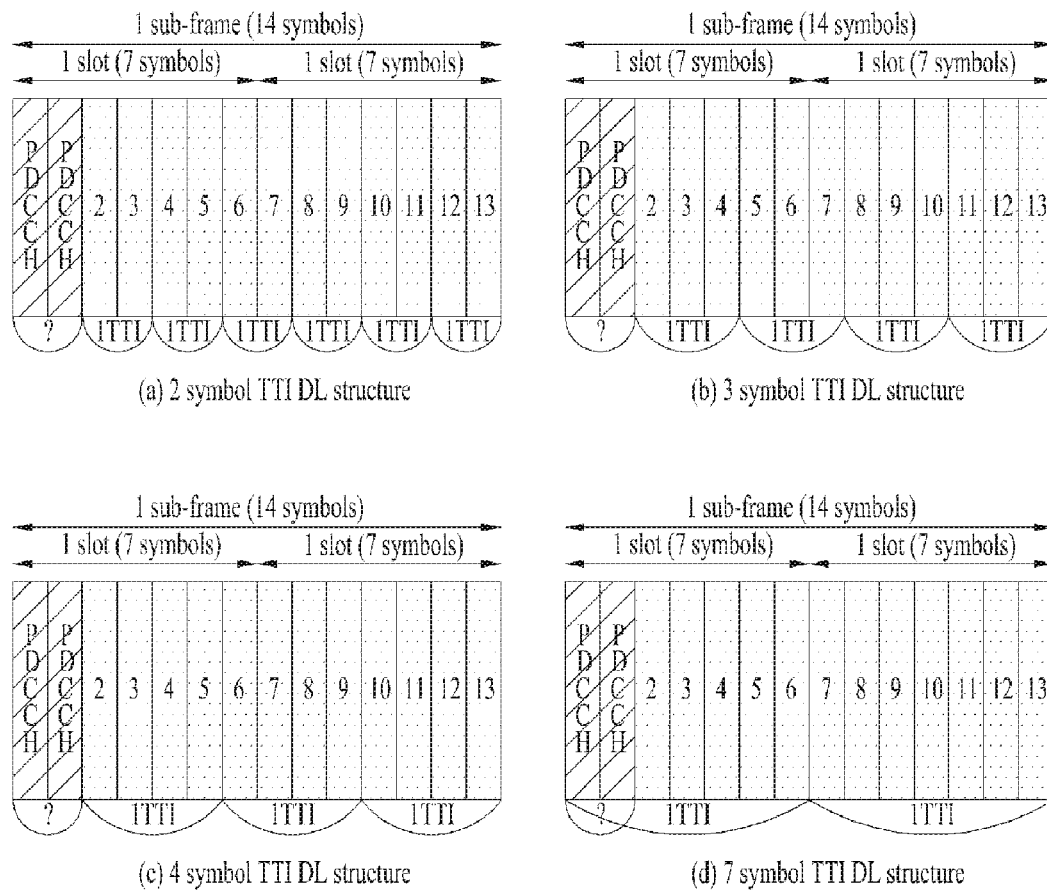 1 sub-frame (14 symbols)
1 slot (7 symbols) 1 slot (7 symbols)
PDCCH PDCCH 2 3 4 5 6 7 8 9 10 11 12 13
? 1TTI 1TTI 1TTI 1TTI 1TTI 1TTI
(a) 2 symbol TTI DL structure
1 sub-frame (14 symbols)
1 slot (7 symbols) 1 slot (7 symbols)
PDCCH PDCCH 2 3 4 5 6 7 8 9 10 11 12 13
? 1TTI 1TTI 1TTI 1TTI
(b) 3 symbol TTI DL structure
1 sub-frame (14 symbols)
1 slot (7 symbols) 1 slot (7 symbols)
PDCCH PDCCH 2 3 4 5 6 7 8 9 10 11 12 13
? 1TTI 1TTI 1TTI
(c) 4 symbol TTI DL structure
1 sub-frame (14 symbols)
1 slot (7 symbols) 1 slot (7 symbols)
PDCCH PDCCH 2 3 4 5 6 7 8 9 10 11 12 13
? 1TTI 1TTI
(d) 7 symbol TTI DL structure